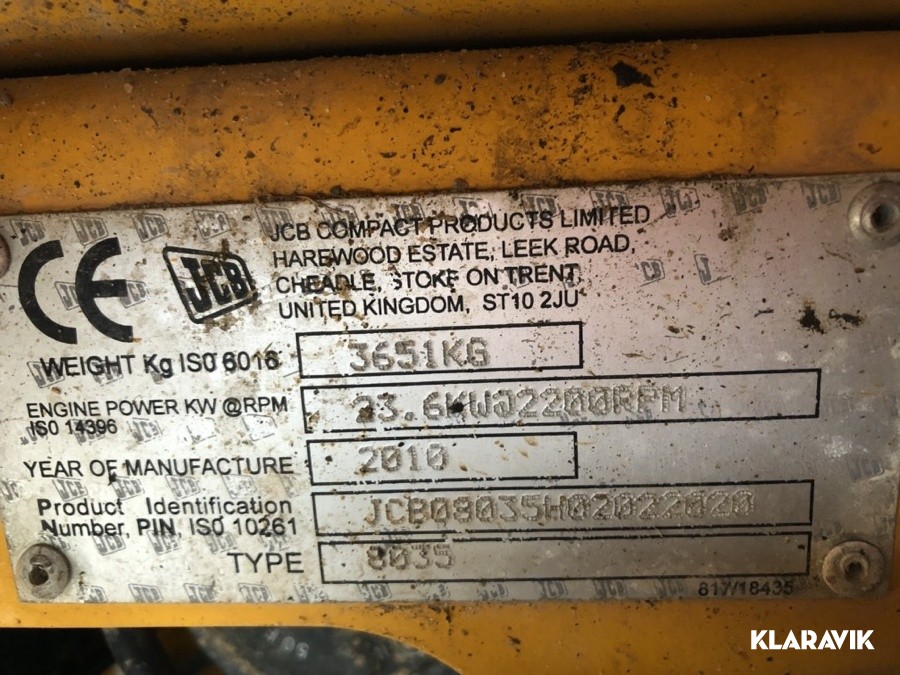 JCB COMPACT PRODUCTS LIMITED
HAREWOOD ESTATE, LEEK ROAD,
CHEADLE, STOKE ON TRENT,
UNITED KINGDOM, ST10 2JU
CE JCB
WEIGHT Kg ISO 6016 3651KG
ENGINE POWER KW @RPM 23.6KW@2200RPM
ISO 14396
YEAR OF MANUFACTURE 2010
Product Identification JCB08035H02022020
Number, PIN, ISO 10261
TYPE 8035
817/18435
KLARAVIK